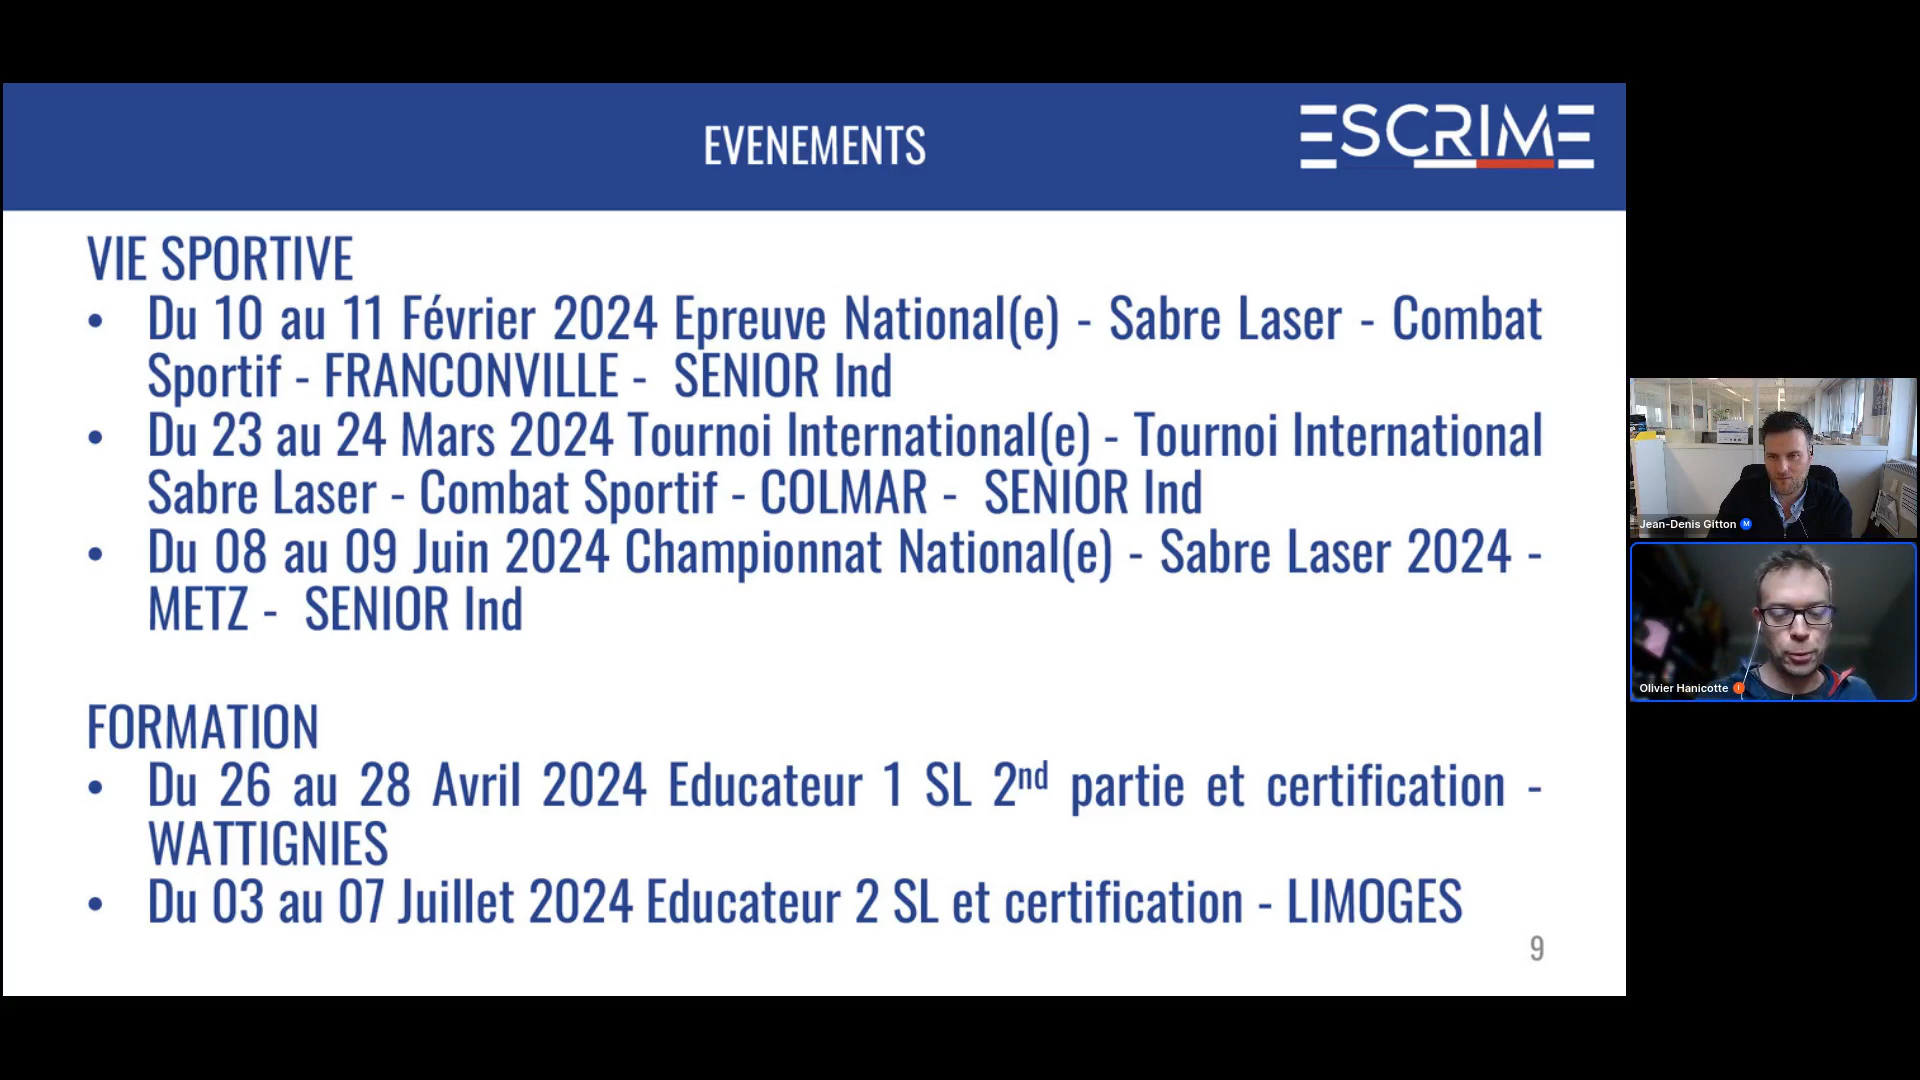 EVENEMENTS
ESCRIME
VIE SPORTIVE
• Du 10 au 11 Février 2024 Epreuve National(e) - Sabre Laser - Combat
Sportif - FRANCONVILLE - SENIOR Ind
• Du 23 au 24 Mars 2024 Tournoi International(e) - Tournoi International
Sabre Laser - Combat Sportif - COLMAR - SENIOR Ind
• Du 08 au 09 Juin 2024 Championnat National(e) - Sabre Laser 2024 -
METZ - SENIOR Ind
FORMATION
• Du 26 au 28 Avril 2024 Educateur 1 SL 2nd partie et certification -
WATTIGNIES
• Du 03 au 07 Juillet 2024 Educateur 2 SL et certification - LIMOGES
9
Jean-Denis Gitton M
Olivier Hanicotte I